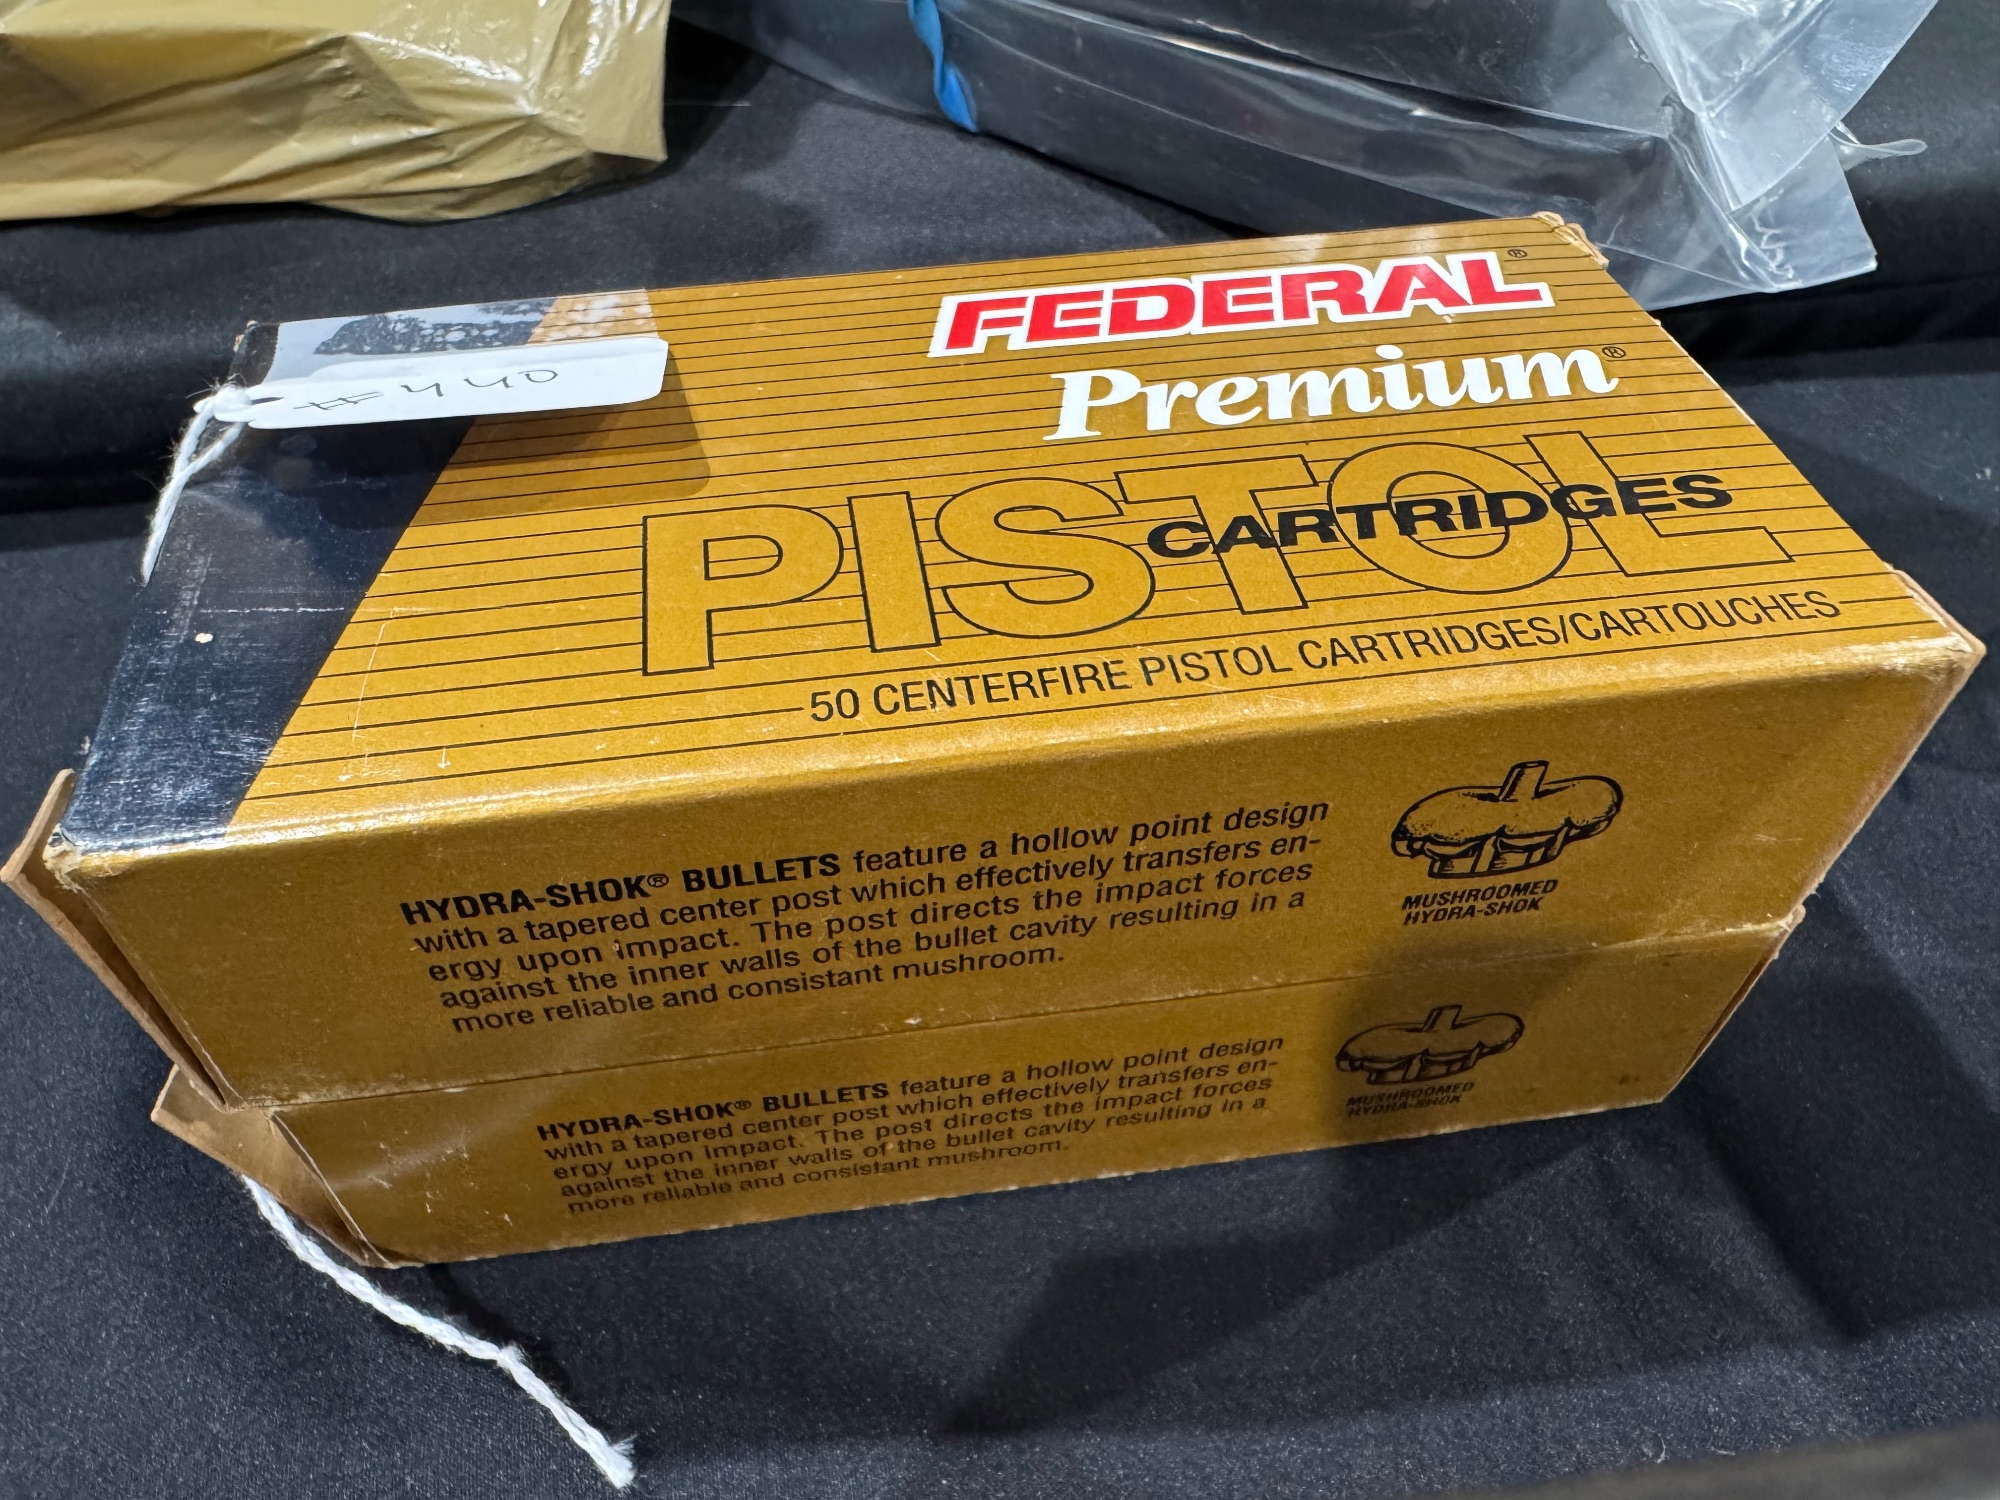 #440
FEDERAL®
Premium®
PISTOL
CARTRIDGES
50 CENTERFIRE PISTOL CARTRIDGES/CARTOUCHES
HYDRA-SHOK® BULLETS feature a hollow point design
with a tapered center post which effectively transfers en-
ergy upon impact. The post directs the impact forces
against the inner walls of the bullet cavity resulting in a
more reliable and consistant mushroom.
MUSHROOMED
HYDRA-SHOK
HYDRA-SHOK® BULLETS feature a hollow point design
with a tapered center post which effectively transfers en-
ergy upon impact. The post directs the impact forces
against the inner walls of the bullet cavity resulting in a
more reliable and consistant mushroom.
MUSHROOMED
HYDRA-SHOK